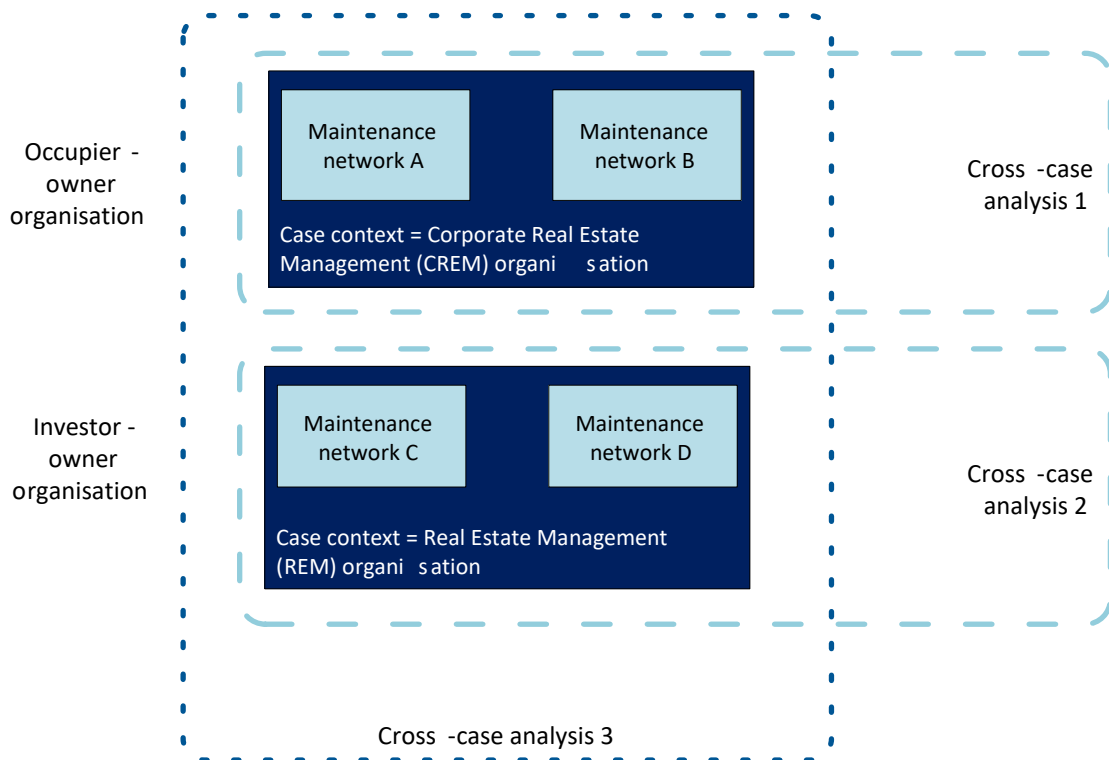 Occupier -
owner
organisation
Maintenance
network A
Maintenance
network B
Case context = Corporate Real Estate
Management (CREM) organi sation
Cross -case
analysis 1
Investor -
owner
organisation
Maintenance
network C
Maintenance
network D
Case context = Real Estate Management
(REM) organi sation
Cross -case
analysis 2
Cross -case analysis 3